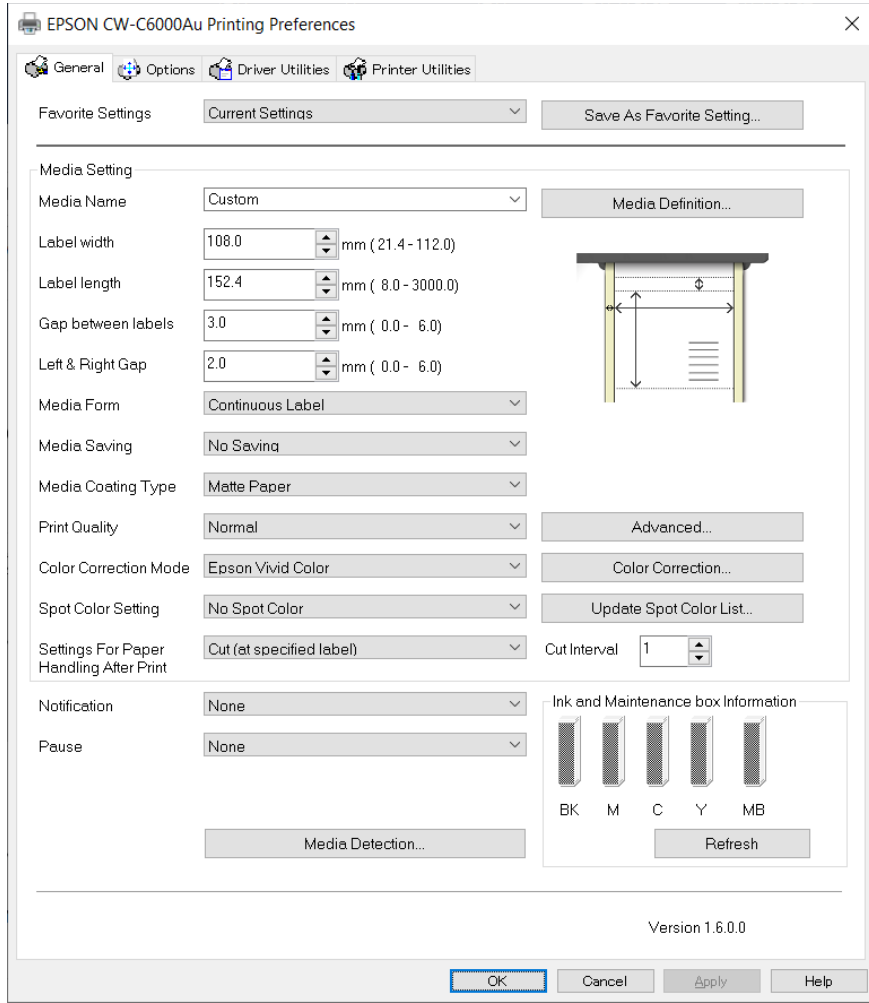 EPSON CW-C6000Au Printing Preferences
General Options Driver Utilities Printer Utilities
Favorite Settings Current Settings Save As Favorite Setting...
Media Setting
Media Name Custom Media Definition...
Label width 108.0 mm ( 21.4 - 112.0)
Label length 152.4 mm ( 8.0 - 3000.0)
Gap between labels 3.0 mm ( 0.0 - 6.0)
Left & Right Gap 2.0 mm ( 0.0 - 6.0)
Media Form Continuous Label
Media Saving No Saving
Media Coating Type Matte Paper
Print Quality Normal Advanced...
Color Correction Mode Epson Vivid Color Color Correction...
Spot Color Setting No Spot Color Update Spot Color List...
Settings For Paper Cut (at specified label) Cut Interval 1
Handling After Print
Notification None Ink and Maintenance box Information
Pause None
BK M C Y MB
Media Detection... Refresh
Version 1.6.0.0
OK Cancel Apply Help